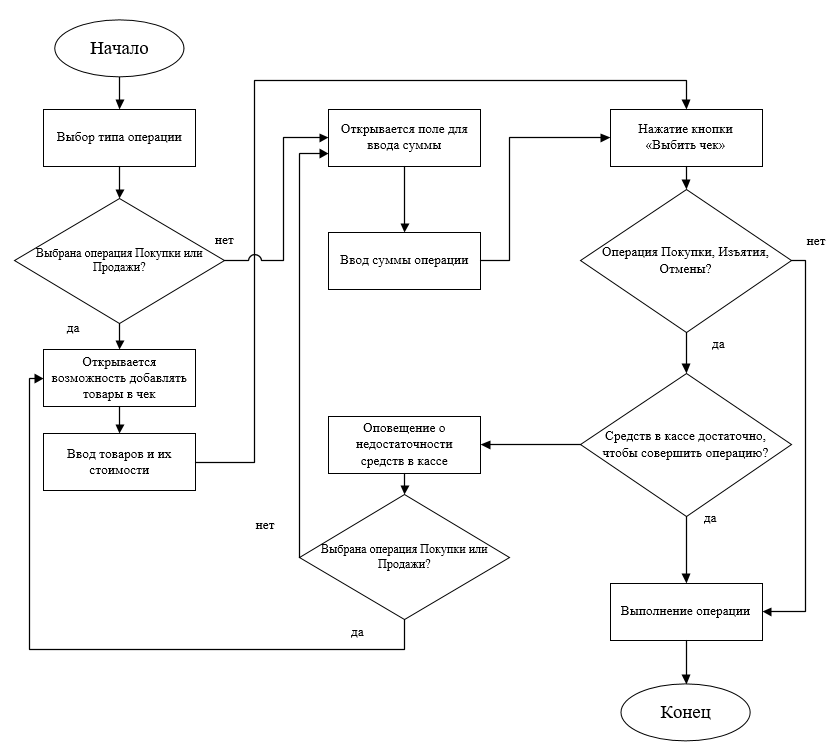 Начало
Выбор типа операции
Выбрана операция Покупки или
Продажи?
нет
да
Открывается
возможность добавлять
товары в чек
Ввод товаров и их
стоимости
Открывается поле для
ввода суммы
Ввод суммы операции
Оповещение о
недостаточности
средств в кассе
Выбрана операция Покупки или
Продажи?
нет
да
Нажатие кнопки
«Выбить чек»
Операция Покупки, Изъятия,
Отмены?
нет
да
Средств в кассе достаточно,
чтобы совершить операцию?
да
Выполнение операции
Конец